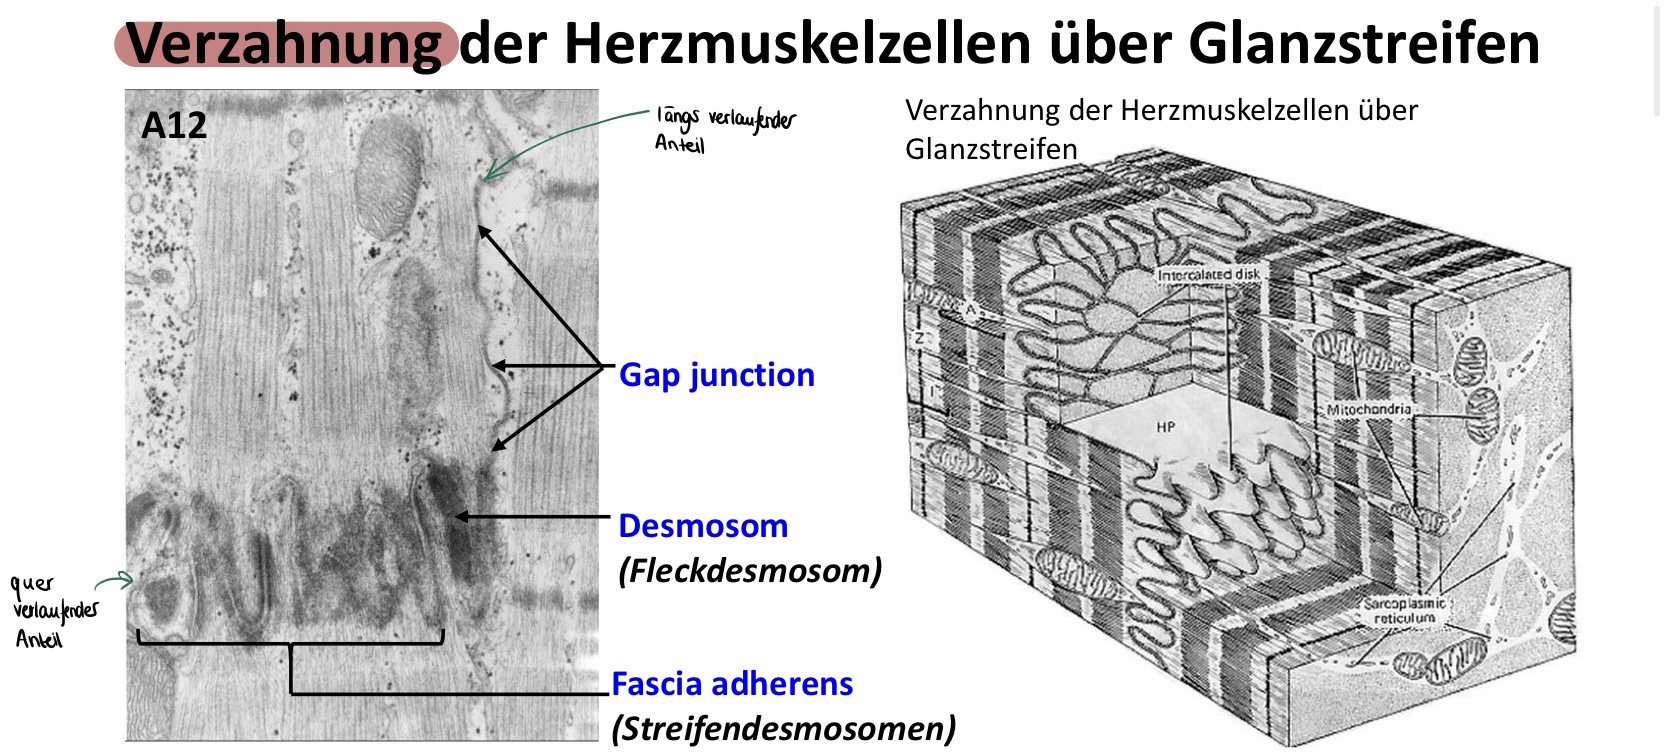 Verzahnung der Herzmuskelzellen über Glanzstreifen
A12
längs verlaufender
Anteil
Gap junction
Desmosom
(Fleckdesmosom)
quer
verlaufender
Anteil
Fascia adherens
(Streifendesmosomen)
Verzahnung der Herzmuskelzellen über
Glanzstreifen
Intercalated disk
A
Z
I
HP
Mitochondria
Sarcoplasmic
reticulum